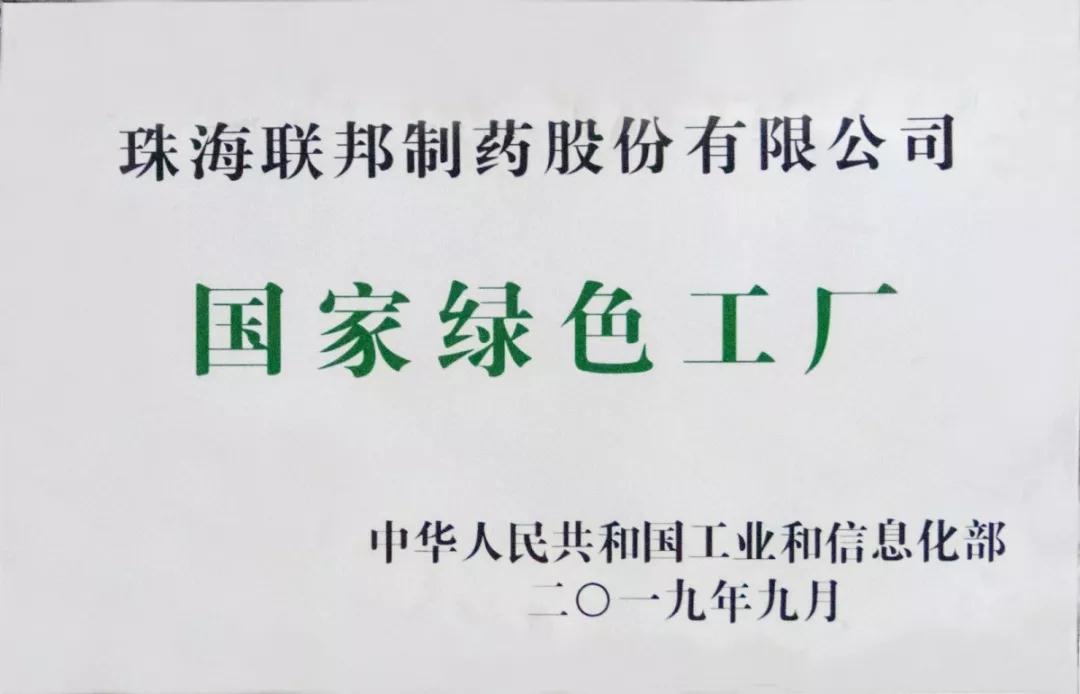 珠海联邦制药股份有限公司
国家绿色工厂
中华人民共和国工业和信息化部
二〇一九年九月